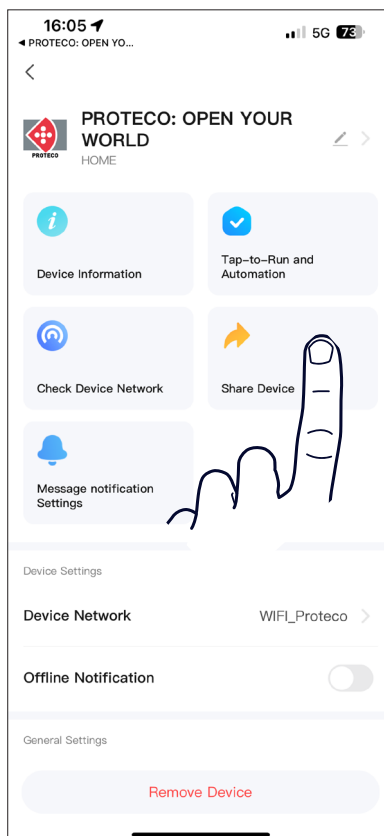 16:05
5G 73
◀ PROTECO: OPEN YO...
PROTECO
PROTECO: OPEN YOUR
WORLD
HOME
Device Information
Tap-to-Run and
Automation
Check Device Network
Share Device
Message notification
Settings
Device Settings
Device Network
WIFI_Proteco
Offline Notification
General Settings
Remove Device